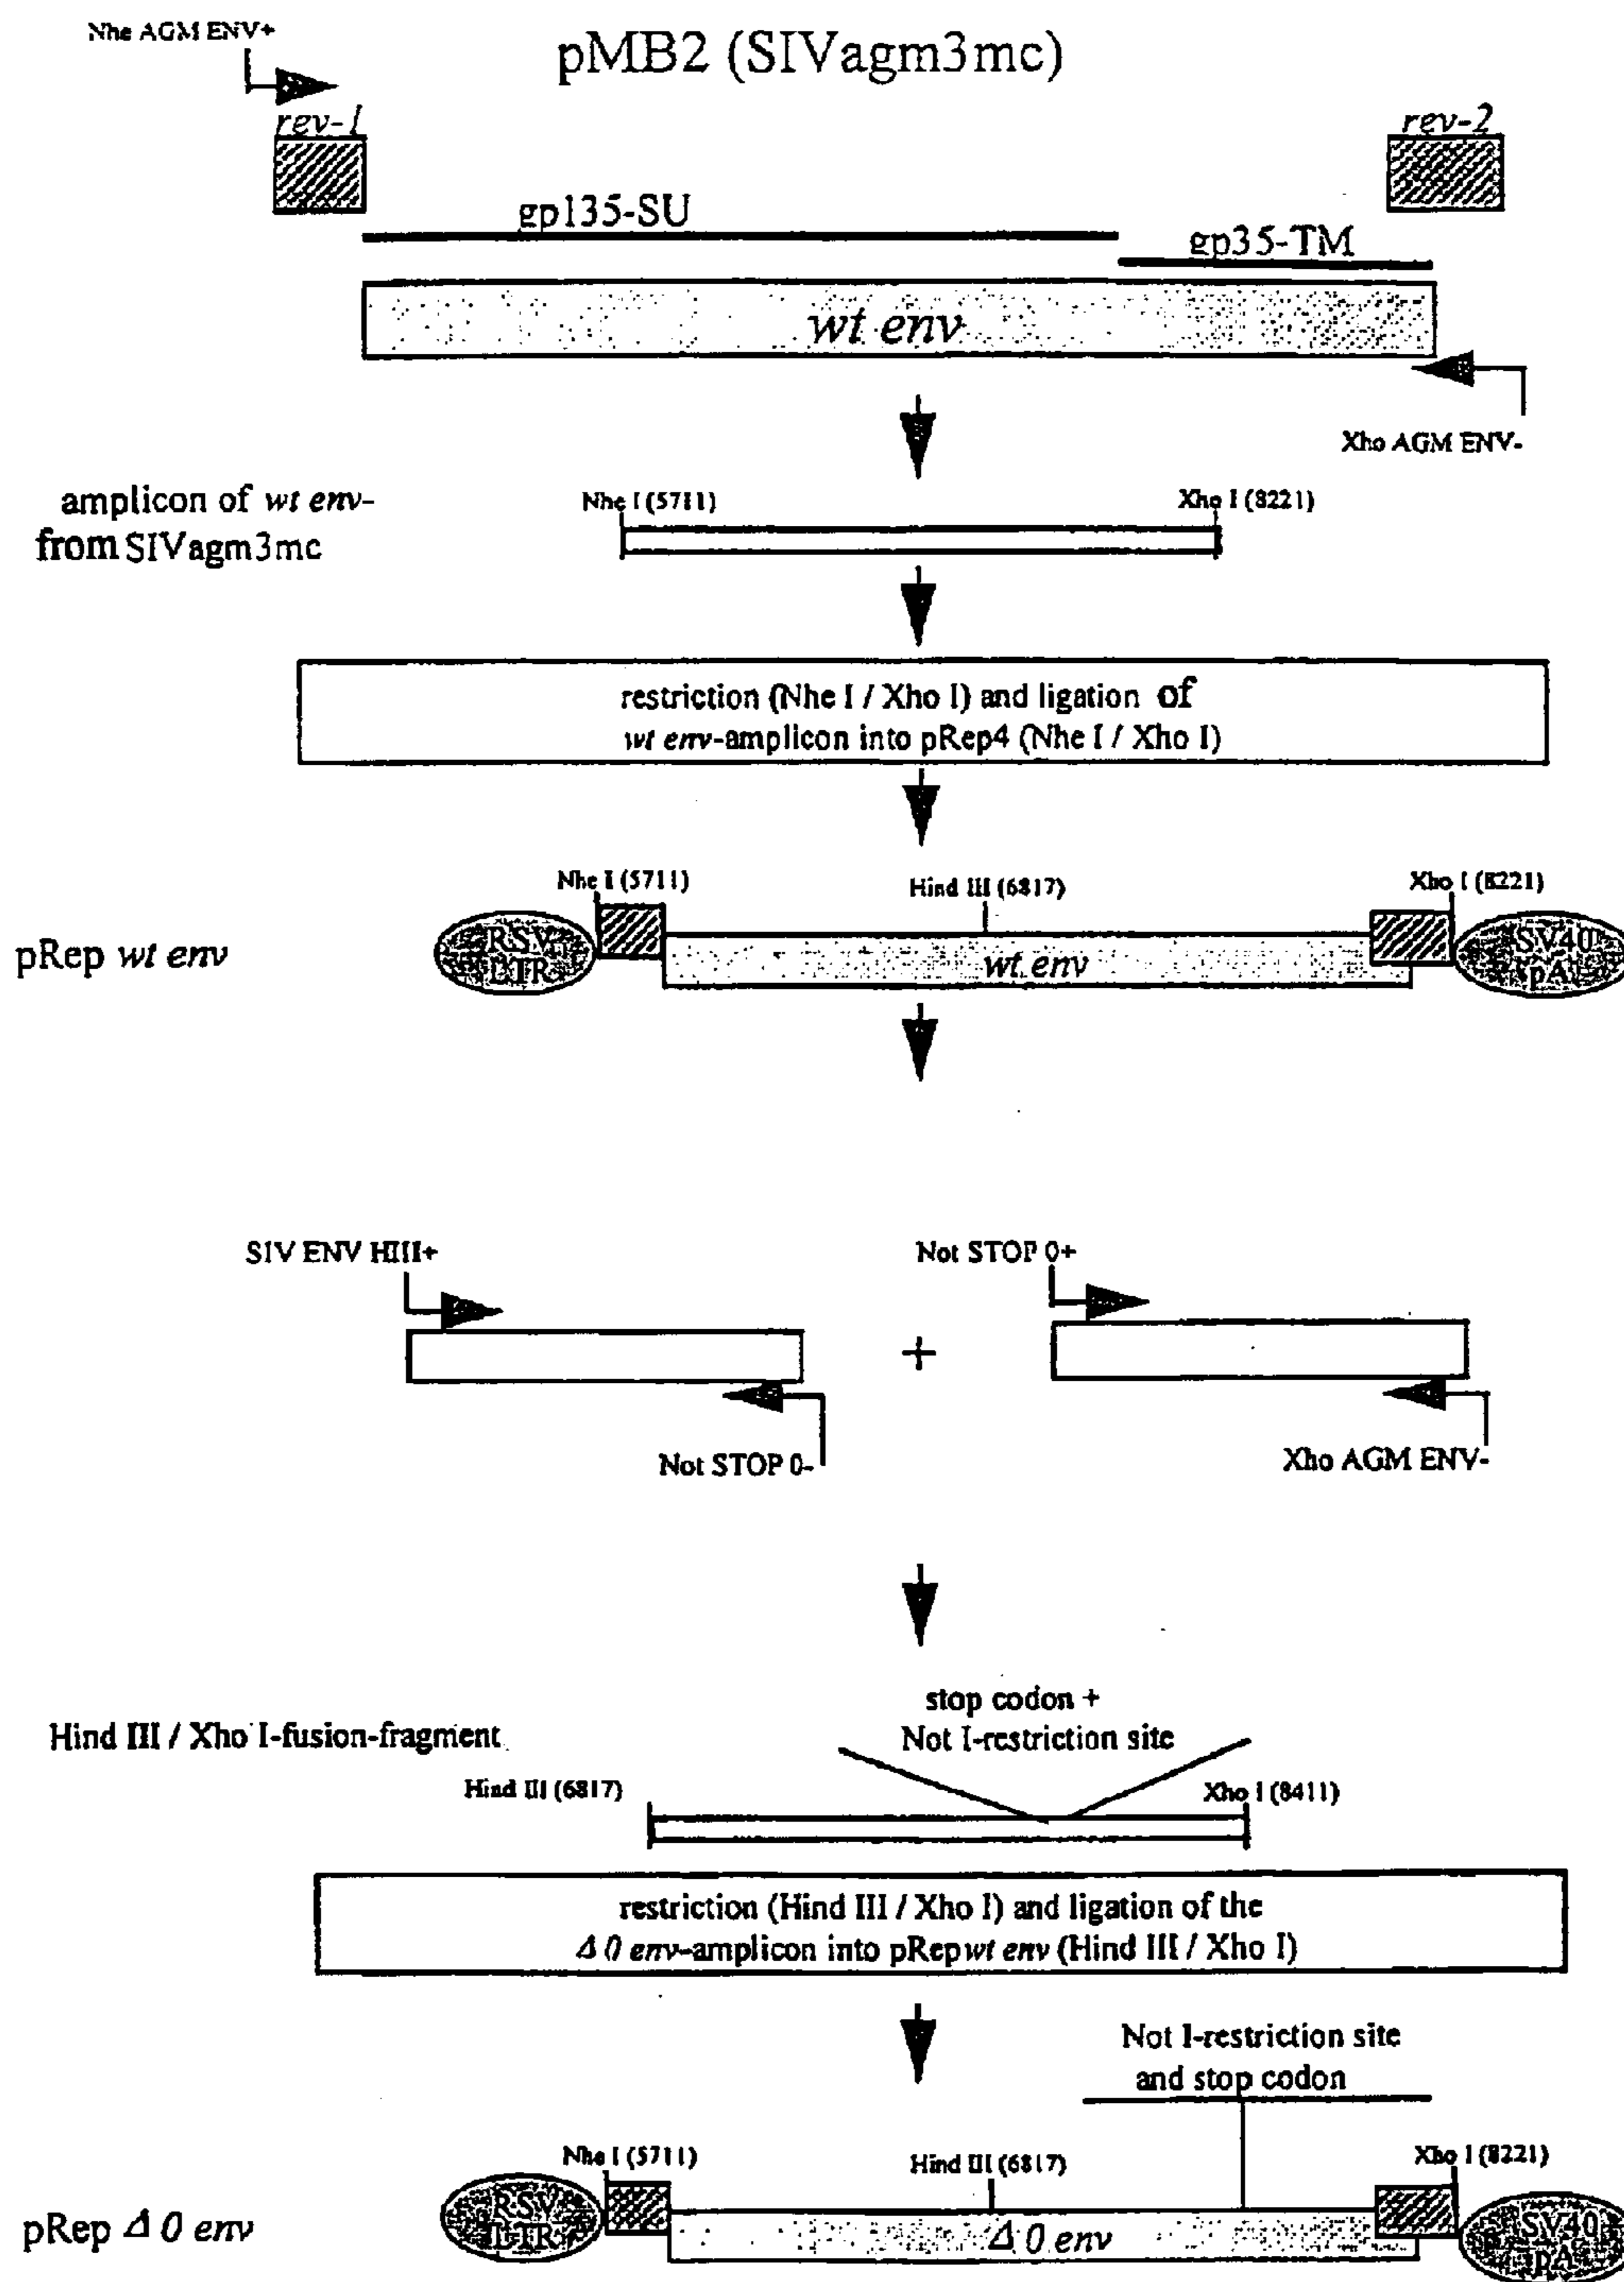 Nhe AGM ENV+
pMB2 (SIVagm3mc)
rev-1
rev-2
gp135-SU
gp35-TM
wt env
Xho AGM ENV-
amplicon of wt env-
from SIVagm3mc
Nhe I (5711)
Xho I (8221)
restriction (Nhe I / Xho I) and ligation of
wt env-amplicon into pRep4 (Nhe I / Xho I)
Nhe I (5711)
Hind III (6817)
Xho I (8221)
pRep wt env
RSV
LTR
wt env
SV40
pA
SIV ENV HIII+
Not STOP 0+
+
Not STOP 0-
Xho AGM ENV-
stop codon +
Hind III / Xho I-fusion-fragment
Not I-restriction site
Hind III (6817)
Xho I (8411)
restriction (Hind III / Xho I) and ligation of the
Δ 0 env-amplicon into pRep wt env (Hind III / Xho I)
Not I-restriction site
and stop codon
Nhe I (5711)
Hind III (6817)
Xho I (8221)
pRep Δ 0 env
RSV
LTR
Δ 0 env
SV40
pA